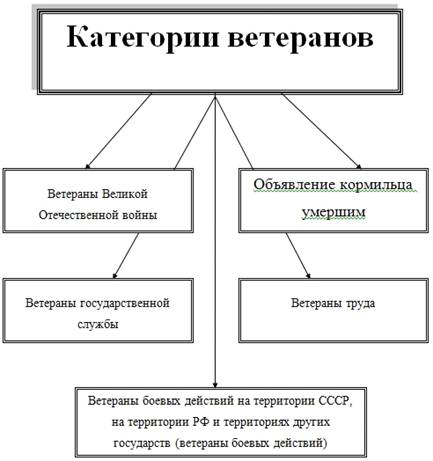 Категории ветеранов
Ветераны Великой
Отечественной войны
Объявление кормильца
умершим
Ветераны государственной
службы
Ветераны труда
Ветераны боевых действий на территории СССР,
на территории РФ и территориях других
государств (ветераны боевых действий)